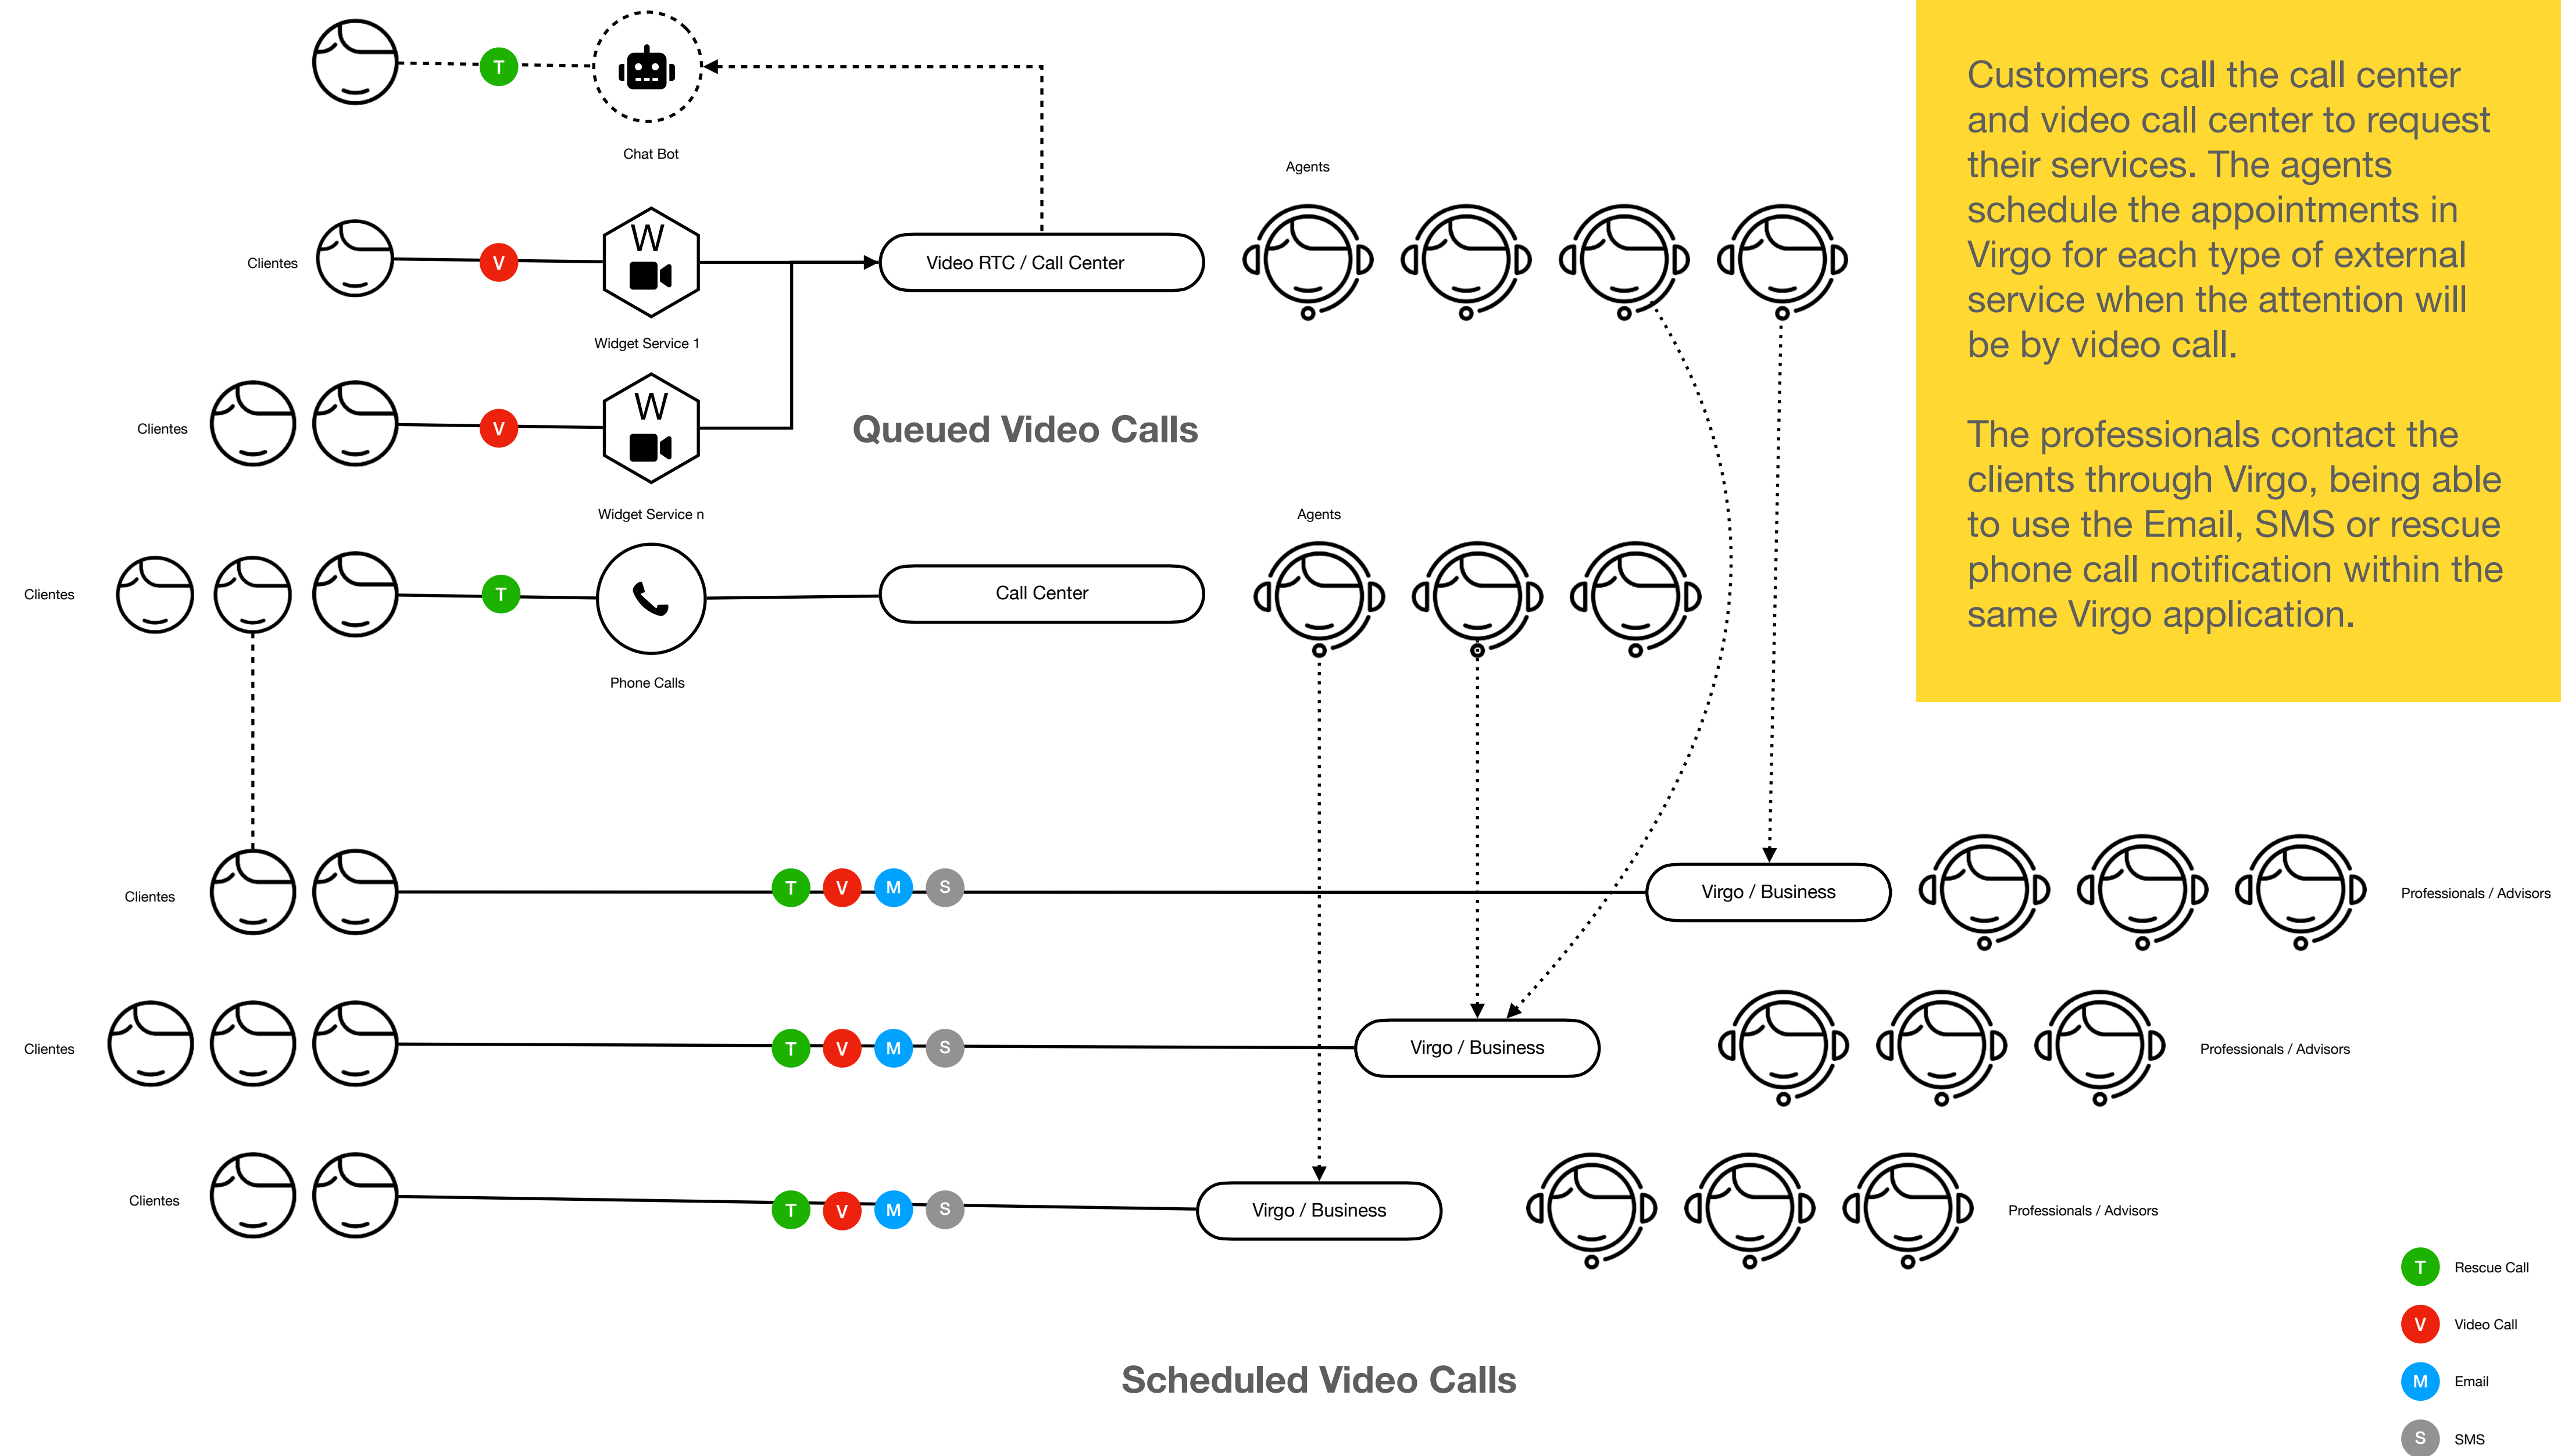 Customers call the call center
and video call center to request
their services. The agents
schedule the appointments in
Virgo for each type of external
service when the attention will
be by video call.
The professionals contact the
clients through Virgo, being able
to use the Email, SMS or rescue
phone call notification within the
same Virgo application.
T
Chat Bot
Agents
Clientes
V
W
Video RTC / Call Center
Widget Service 1
Clientes
V
W
Queued Video Calls
Widget Service n
Agents
Clientes
T
Call Center
Phone Calls
Clientes
T V M S
Virgo / Business
Professionals / Advisors
Clientes
T V M S
Virgo / Business
Professionals / Advisors
Clientes
T V M S
Virgo / Business
Professionals / Advisors
T Rescue Call
V Video Call
M Email
S SMS
Scheduled Video Calls